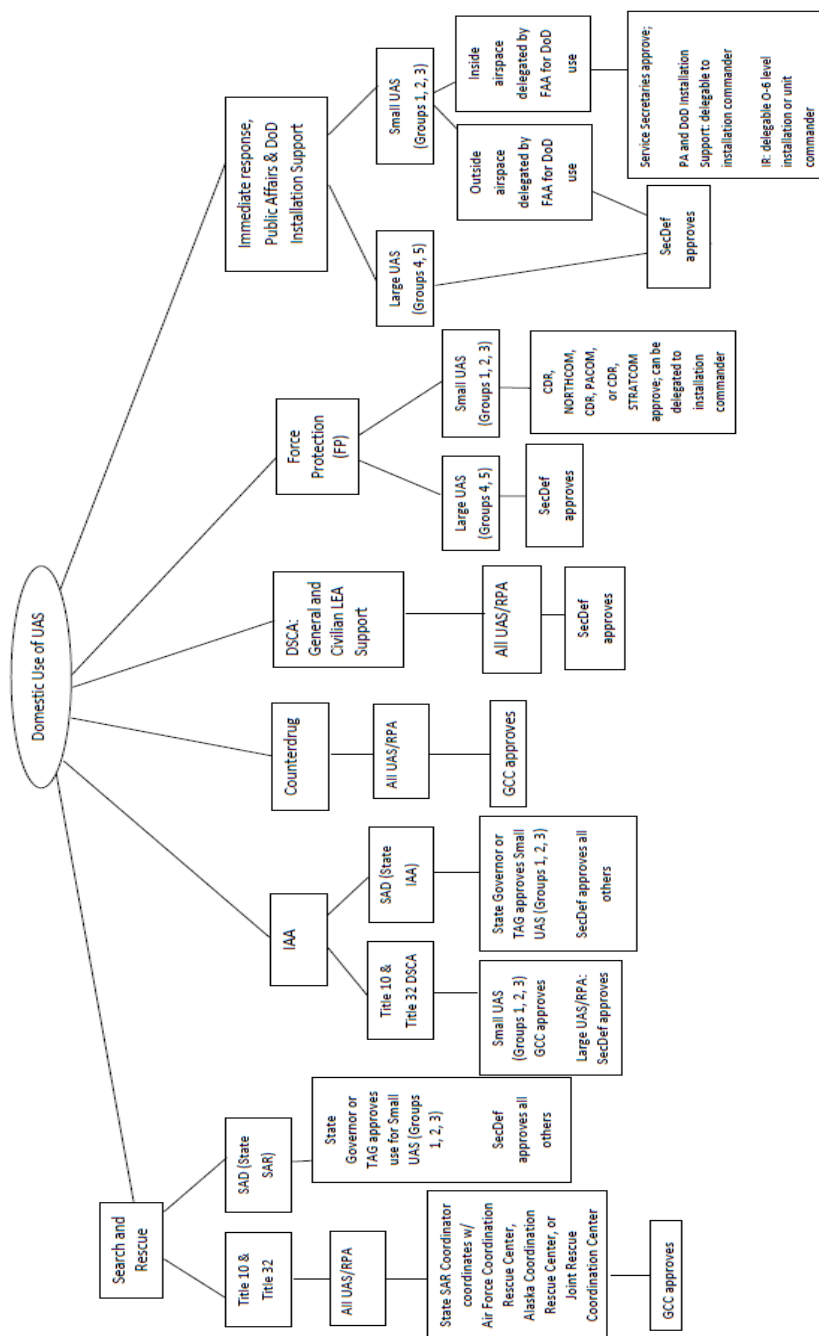 Domestic Use of UAS
Search and
Rescue
Title 10 &
Title 32
All UAS/RPA
State SAR Coordinator
coordinates w/
Air Force Coordination
Rescue Center,
Alaska Coordination
Rescue Center, or
Joint Rescue
Coordination Center
GCC approves
SAD (State
SAR)
State
Governor or
TAG approves
use for Small
UAS (Groups
1, 2, 3)
SecDef
approves all
others
IAA
Title 10 &
Title 32 DSCA
Small UAS
(Groups 1, 2, 3)
GCC approves
Large UAS/RPA:
SecDef approves
SAD (State
IAA)
State Governor or
TAG approves Small
UAS (Groups 1, 2, 3)
SecDef approves all
others
Counterdrug
All UAS/RPA
GCC approves
DSCA:
General and
Civilian LEA
Support
All UAS/RPA
SecDef
approves
Force
Protection
(FP)
Large UAS
(Groups 4, 5)
SecDef
approves
Small UAS
(Groups 1, 2, 3)
CDR,
NORTHCOM,
CDR, PACOM,
or CDR,
STRATCOM
approve; can be
delegated to
installation
commander
Immediate response,
Public Affairs & DoD
Installation Support
Large UAS
(Groups 4, 5)
Small UAS
(Groups 1, 2, 3)
Outside
airspace
delegated by
FAA for DoD
use
SecDef
approves
Inside
airspace
delegated by
FAA for DoD
use
Service Secretaries approve;
PA and DoD Installation
Support: delegable to
installation commander
IR: delegable O-6 level
installation or unit
commander